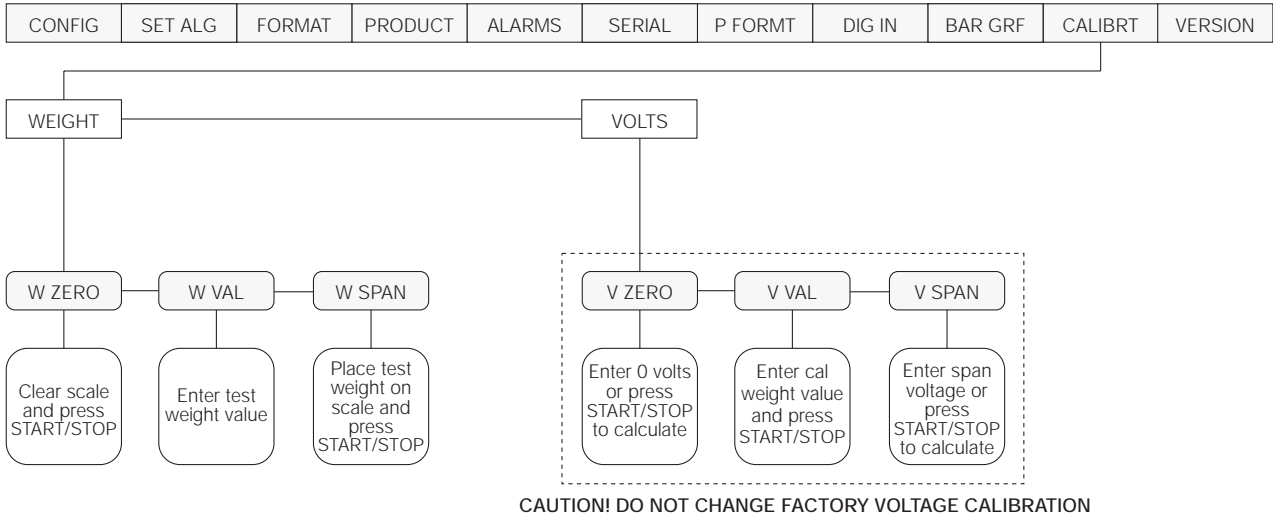 CONFIG SET ALG FORMAT PRODUCT ALARMS SERIAL P FORMT DIG IN BAR GRF CALIBRT VERSION
WEIGHT VOLTS
W ZERO W VAL W SPAN V ZERO V VAL V SPAN
Clear scale
and press
START/STOP
Enter test
weight value
Place test
weight on
scale and
press
START/STOP
Enter 0 volts
or press
START/STOP
to calculate
Enter cal
weight value
and press
START/STOP
Enter span
voltage or
press
START/STOP
to calculate
CAUTION! DO NOT CHANGE FACTORY VOLTAGE CALIBRATION